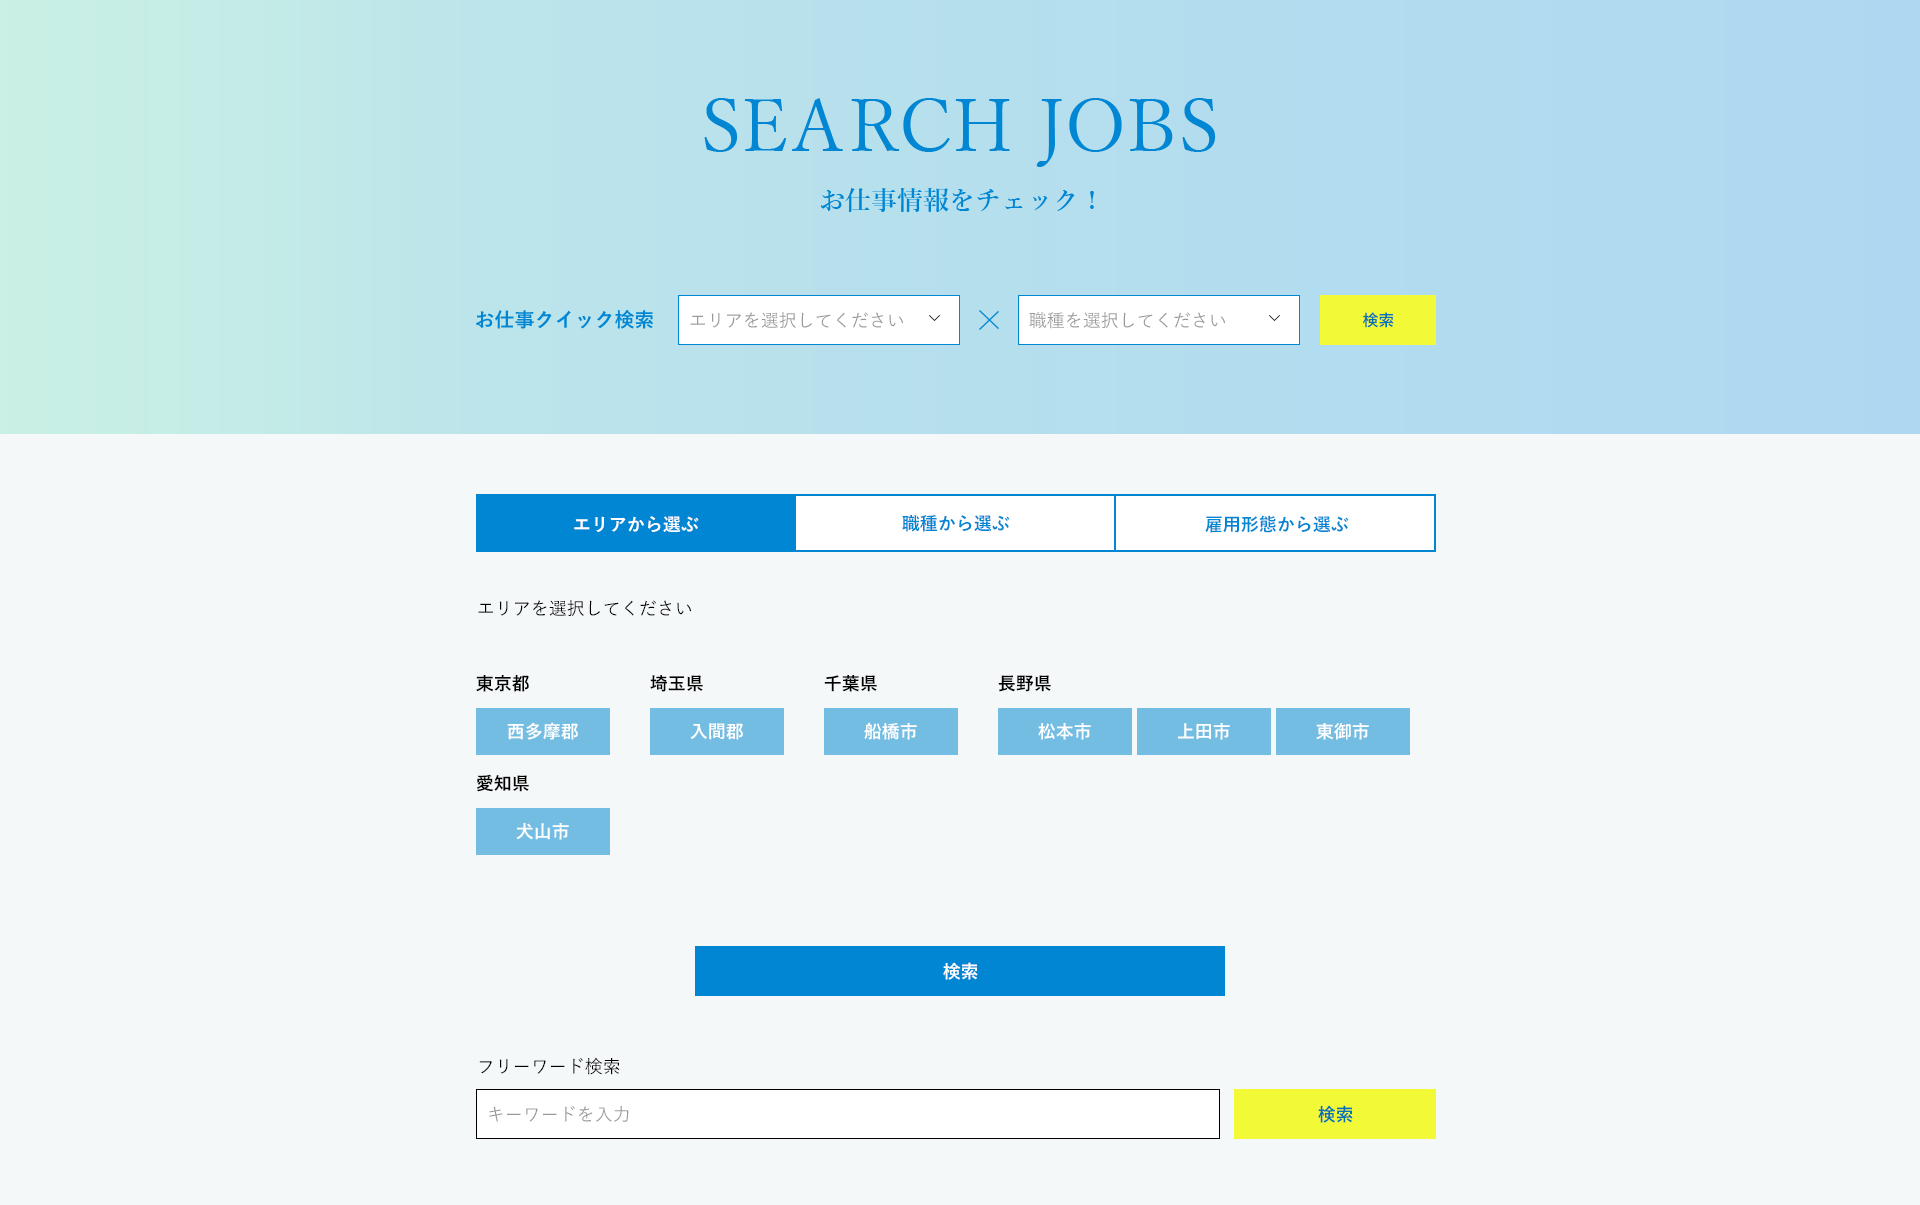 SEARCH JOBS
お仕事情報をチェック！
お仕事クイック検索 エリアを選択してください 職種を選択してください 検索
エリアから選ぶ 職種から選ぶ 雇用形態から選ぶ
エリアを選択してください
東京都 埼玉県 千葉県 長野県
西多摩郡 入間郡 船橋市 松本市 上田市 東御市
愛知県
犬山市
検索
フリーワード検索
キーワードを入力 検索